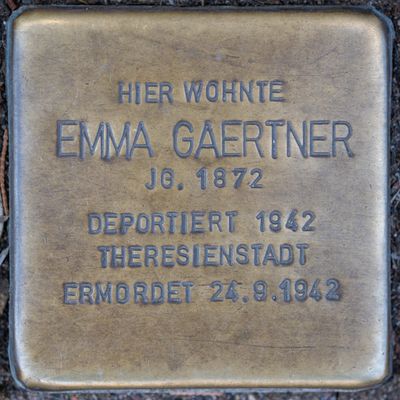 HIER WOHNTE
EMMA GAERTNER
JG. 1872
DEPORTIERT 1942
THERESIENSTADT
ERMORDET 24.9.1942